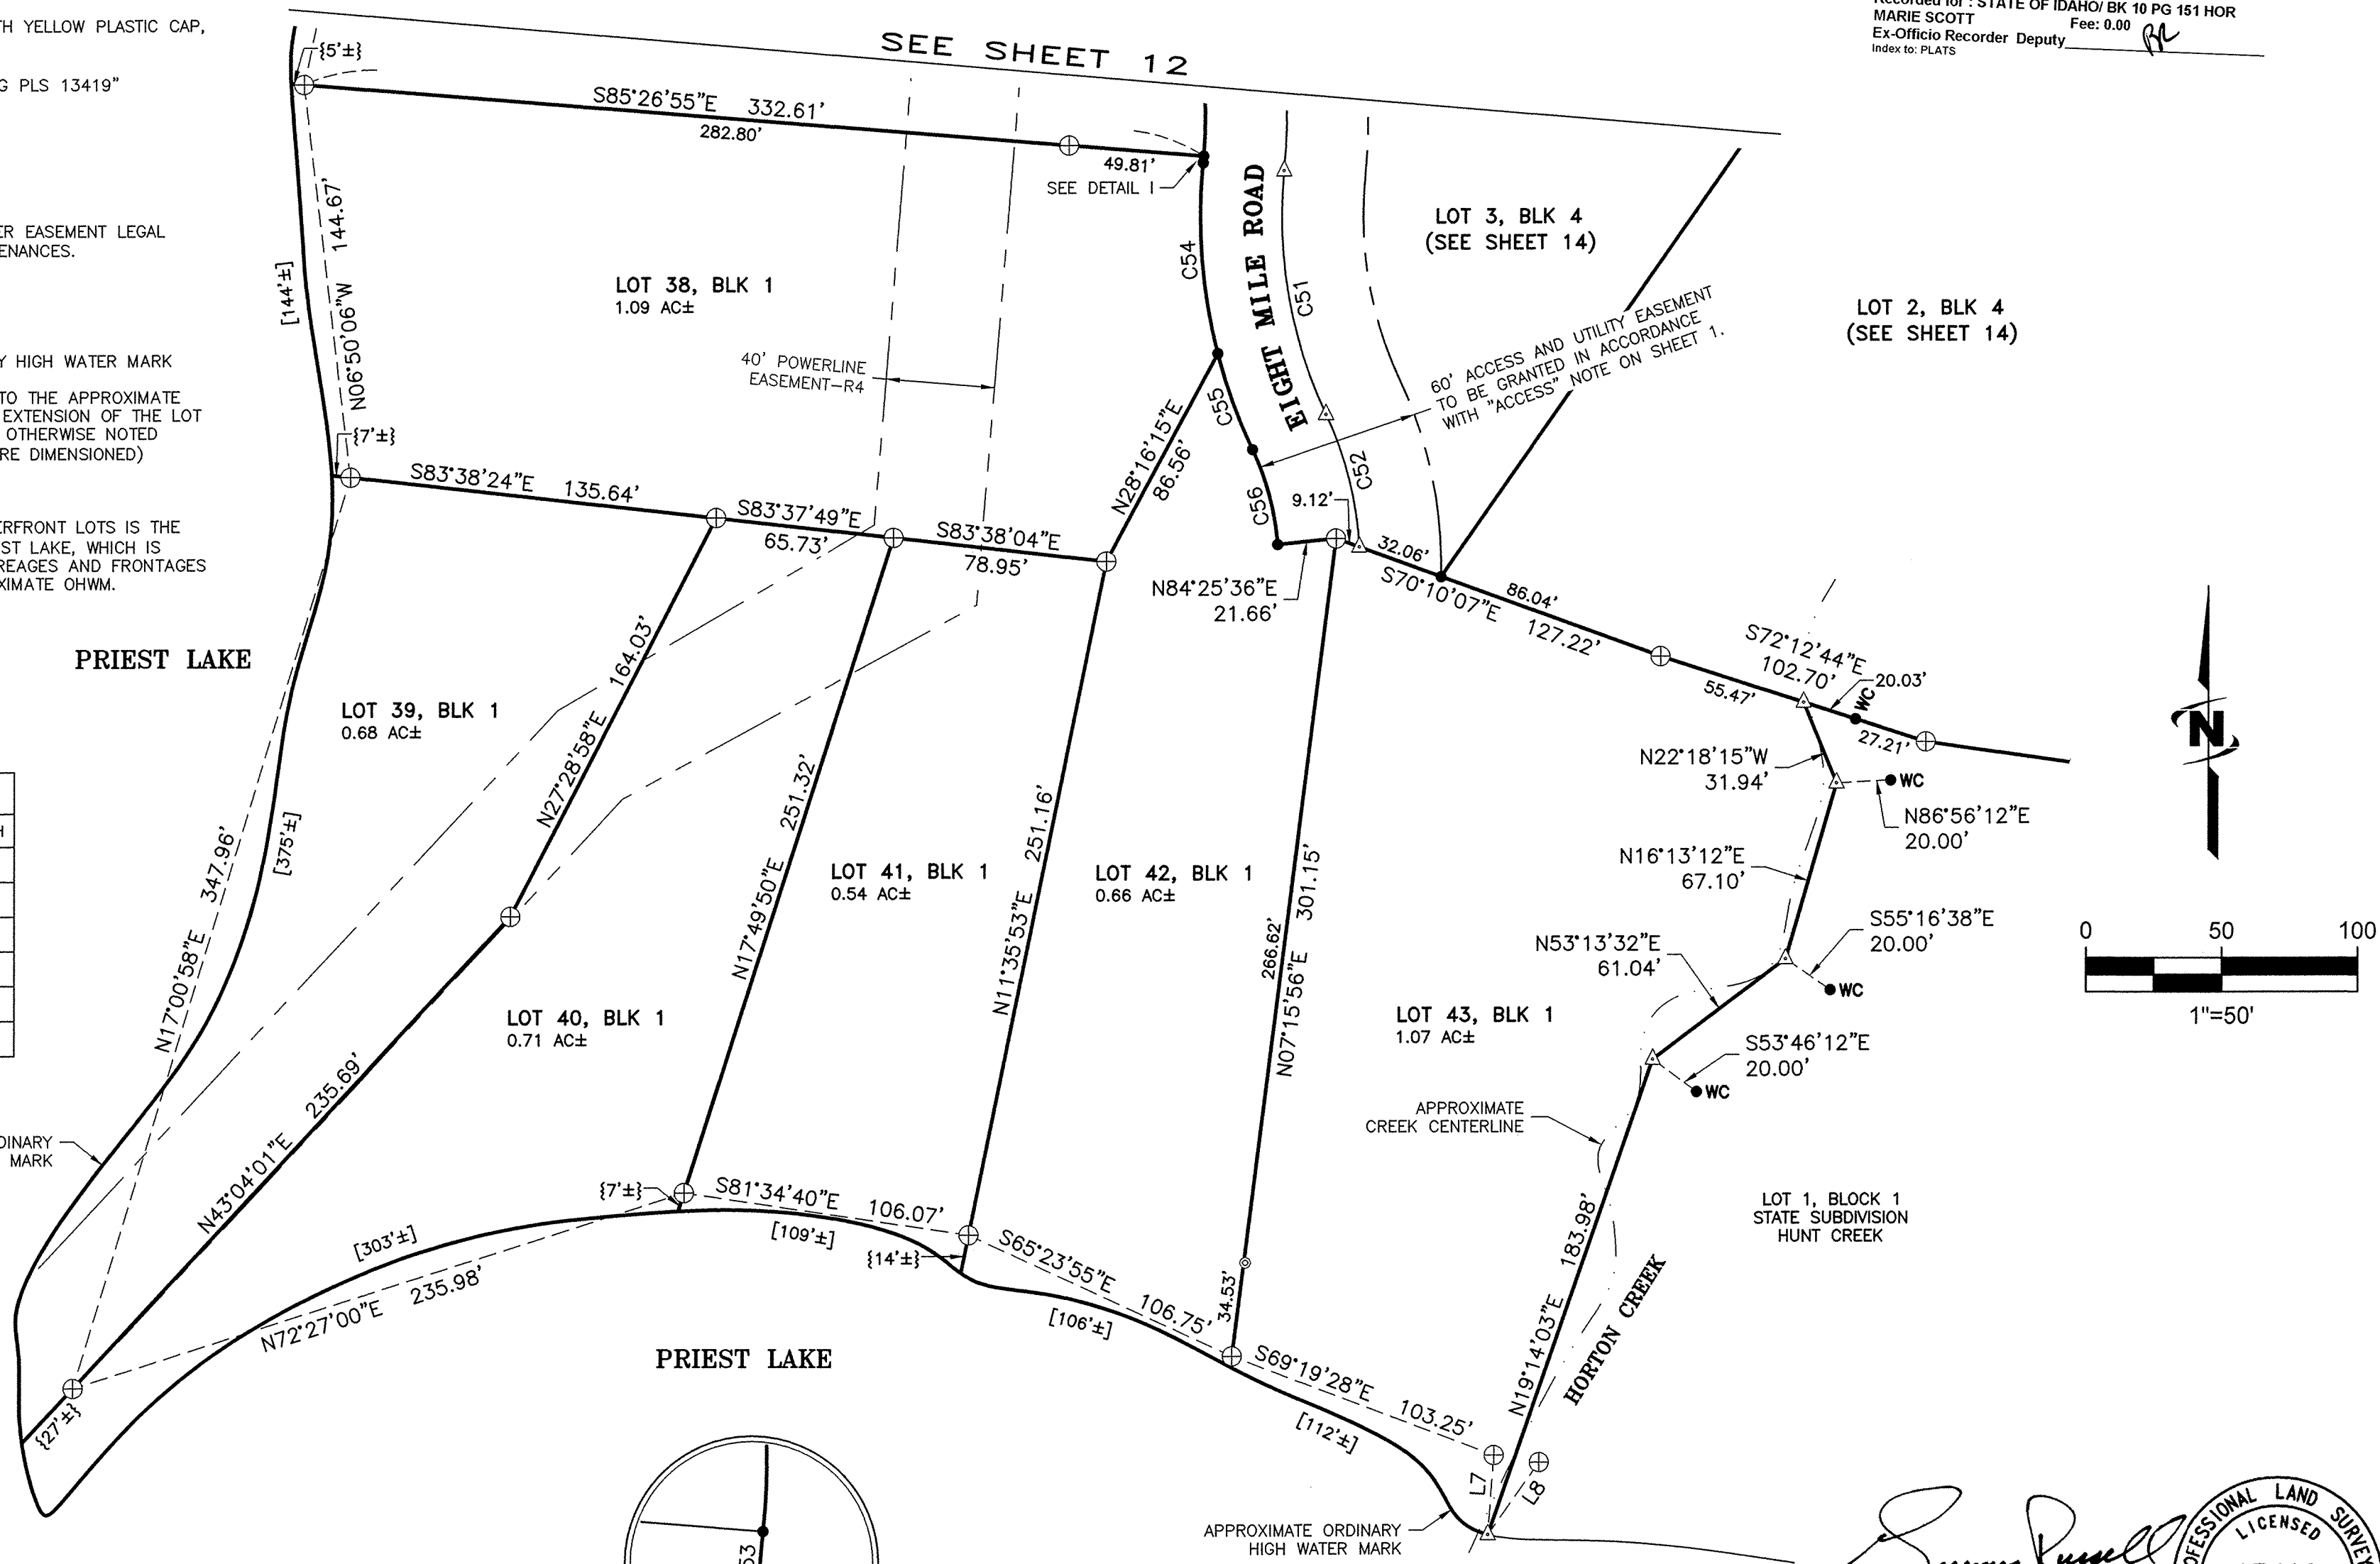 TH YELLOW PLASTIC CAP,
G PLS 13419"
ER EASEMENT LEGAL
ENANCES.
Y HIGH WATER MARK
TO THE APPROXIMATE
EXTENSION OF THE LOT
OTHERWISE NOTED
RE DIMENSIONED)
ERFRONT LOTS IS THE
ST LAKE, WHICH IS
REAGES AND FRONTAGES
XIMATE OHWM.
Recorded for : STATE OF IDAHO/ BK 10 PG 151 HOR
MARIE SCOTT Fee: 0.00
Ex-Officio Recorder Deputy
Index to: PLATS
SEE SHEET 12
{5'±}
S85°26'55"E 332.61'
282.80'
49.81'
SEE DETAIL I
N06°50'06"W 144.67'
[144'±]
LOT 38, BLK 1
1.09 AC±
40' POWERLINE
EASEMENT-R4
C54
EIGHT MILE ROAD
C51
LOT 3, BLK 4
(SEE SHEET 14)
LOT 2, BLK 4
(SEE SHEET 14)
60' ACCESS AND UTILITY EASEMENT
TO BE GRANTED IN ACCORDANCE
WITH "ACCESS" NOTE ON SHEET 1.
{7'±}
S83°38'24"E 135.64'
S83°37'49"E
65.73'
S83°38'04"E
78.95'
N28°16'15"E
86.56'
C55
C56
C52
9.12'
N84°25'36"E
21.66'
32.06'
S70°10'07"E 127.22'
86.04'
S72°12'44"E
102.70'
55.47'
20.03'
WC
27.21'
PRIEST LAKE
LOT 39, BLK 1
0.68 AC±
N27°28'58"E 164.03'
N17°49'50"E 251.32'
N11°35'53"E 251.16'
N22°18'15"W
31.94'
WC
N86°56'12"E
20.00'
N16°13'12"E
67.10'
N
N17°00'58"E 347.96'
[375'±]
H
LOT 41, BLK 1
0.54 AC±
LOT 42, BLK 1
0.66 AC±
266.62'
N07°15'56"E 301.15'
N53°13'32"E
61.04'
S55°16'38"E
20.00'
WC
0 50 100
1"=50'
LOT 40, BLK 1
0.71 AC±
LOT 43, BLK 1
1.07 AC±
S53°46'12"E
20.00'
WC
N43°04'01"E 235.69'
APPROXIMATE
CREEK CENTERLINE
DINARY
MARK
LOT 1, BLOCK 1
STATE SUBDIVISION
HUNT CREEK
{7'±}
S81°34'40"E 106.07'
[109'±]
[303'±]
N72°27'00"E 235.98'
{14'±}
S65°23'55"E 106.75'
[106'±]
34.53'
N19°14'03"E 183.98'
HORTON CREEK
PRIEST LAKE
S69°19'28"E 103.25'
[112'±]
{27'±}
L7
L8
APPROXIMATE ORDINARY
HIGH WATER MARK
53
FESSIONAL LAND SURVE
LICENSED